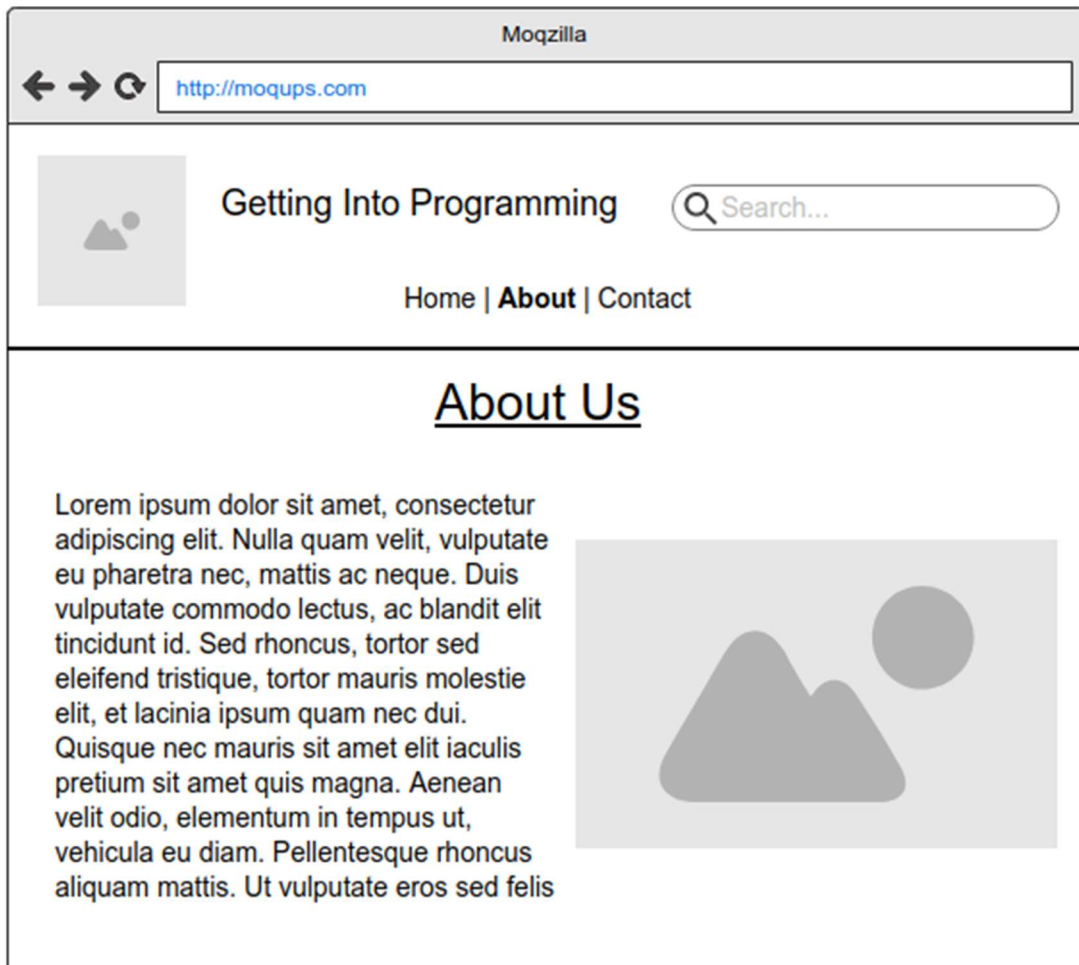 Moqzilla
http://moqups.com
Getting Into Programming
Search...
Home | About | Contact
About Us
Lorem ipsum dolor sit amet, consectetur
adipiscing elit. Nulla quam velit, vulputate
eu pharetra nec, mattis ac neque. Duis
vulputate commodo lectus, ac blandit elit
tincidunt id. Sed rhoncus, tortor sed
eleifend tristique, tortor mauris molestie
elit, et lacinia ipsum quam nec dui.
Quisque nec mauris sit amet elit iaculis
pretium sit amet quis magna. Aenean
velit odio, elementum in tempus ut,
vehicula eu diam. Pellentesque rhoncus
aliquam mattis. Ut vulputate eros sed felis